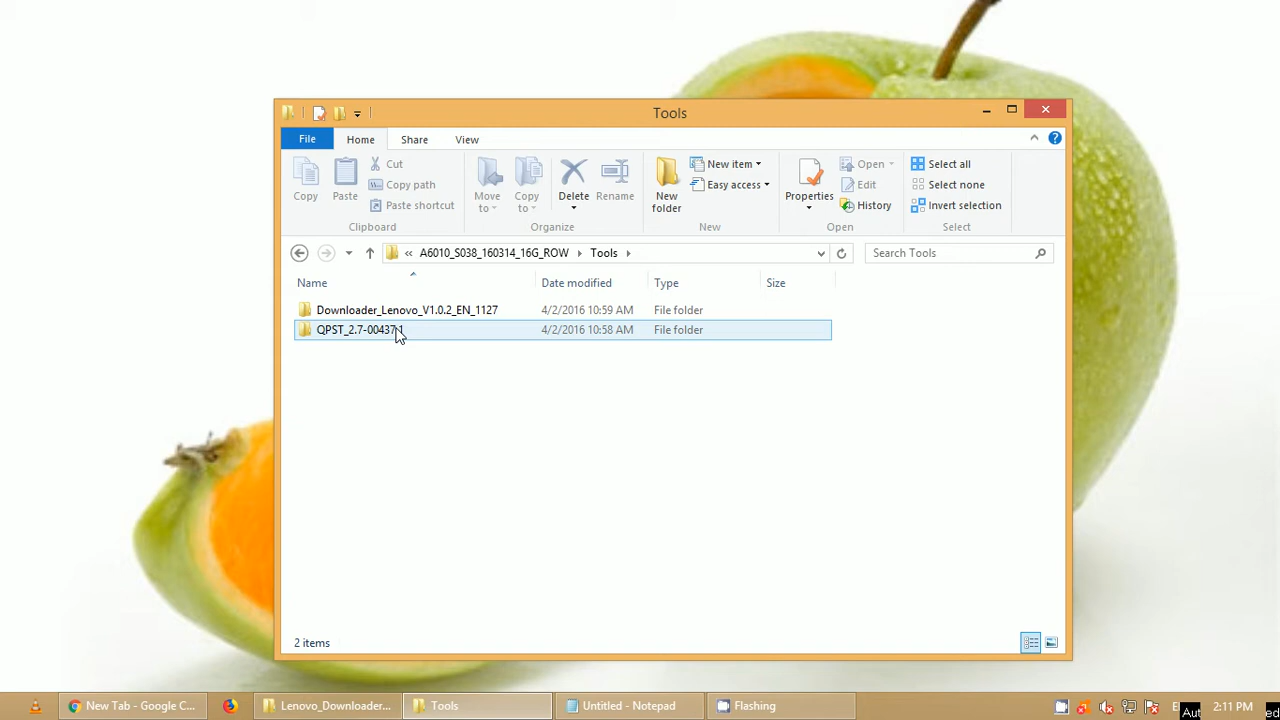 Tools
File Home Share View
Copy
Paste
Cut
Copy path
Paste shortcut
Clipboard
Move to
Copy to
Delete
Rename
Organize
New folder
New item
Easy access
New
Properties
Open
Edit
History
Open
Select all
Select none
Invert selection
Select
« A6010_S038_160314_16G_ROW Tools
Search Tools
Name Date modified Type Size
Downloader_Lenovo_V1.0.2_EN_1127 4/2/2016 10:59 AM File folder
QPST_2.7-00437.1 4/2/2016 10:58 AM File folder
2 items
New Tab - Google C...
Lenovo_Downloader...
Tools
Untitled - Notepad
Flashing
2:11 PM